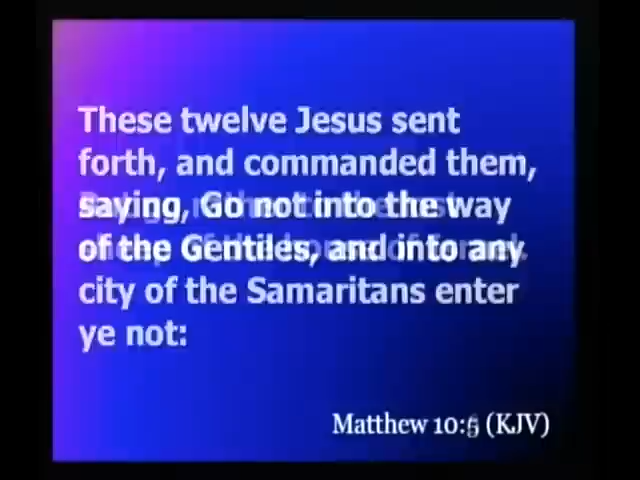 These twelve Jesus sent
forth, and commanded them,
saying, Go not into the way
of the Gentiles, and into any
city of the Samaritans enter
ye not:
Matthew 10:5 (KJV)